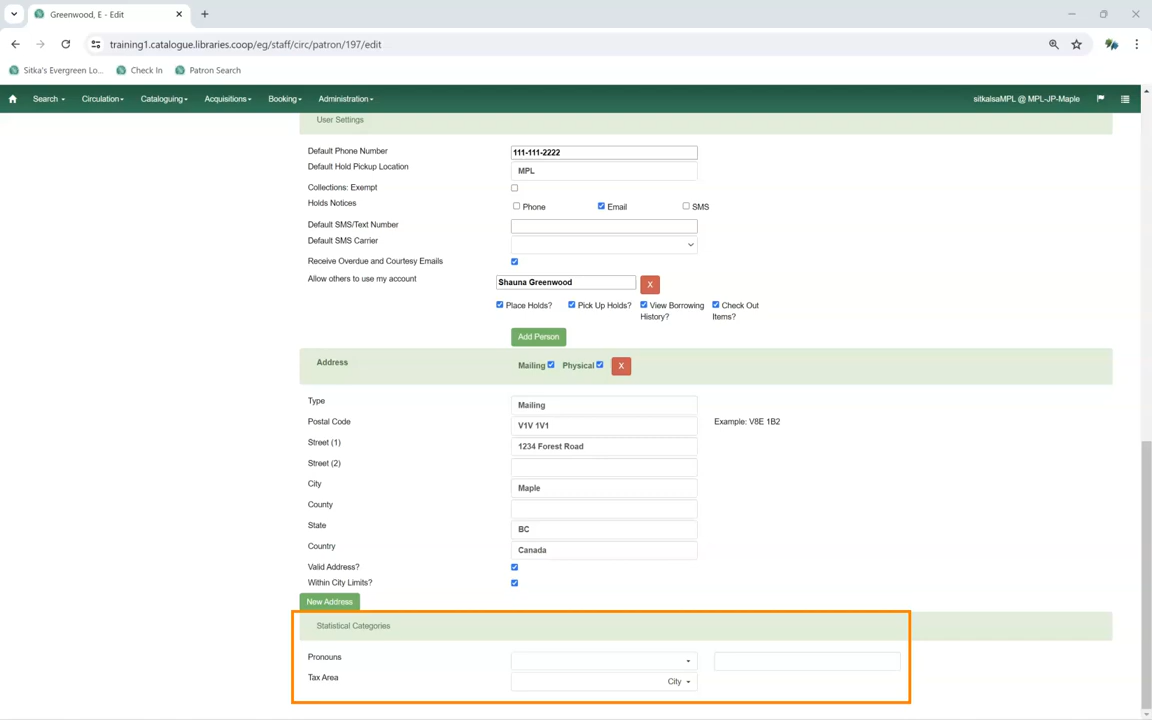 Greenwood, E - Edit
training1.catalogue.libraries.coop/eg/staff/circ/patron/197/edit
Sitka's Evergreen Lo... Check In Patron Search
Search Circulation Cataloguing Acquisitions Booking Administration sitkalsaMPL @ MPL-JP-Maple
User Settings
Default Phone Number 111-111-2222
Default Hold Pickup Location MPL
Collections: Exempt
Holds Notices Phone Email SMS
Default SMS/Text Number
Default SMS Carrier
Receive Overdue and Courtesy Emails
Allow others to use my account Shauna Greenwood X
Place Holds? Pick Up Holds? View Borrowing Check Out
History? Items?
Add Person
Address Mailing Physical X
Type Mailing
Postal Code V1V 1V1 Example: V8E 1B2
Street (1) 1234 Forest Road
Street (2)
City Maple
County
State BC
Country Canada
Valid Address?
Within City Limits?
New Address
Statistical Categories
Pronouns
Tax Area City